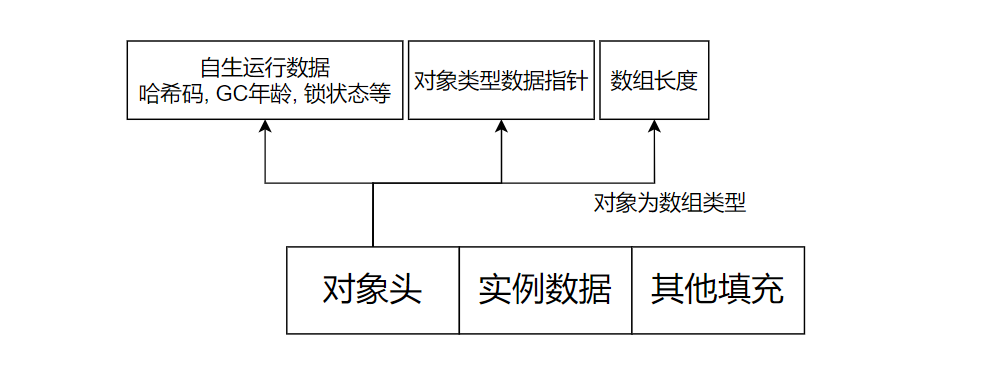 自生运行数据
哈希码, GC年龄, 锁状态等
对象类型数据指针
数组长度
对象为数组类型
对象头
实例数据
其他填充